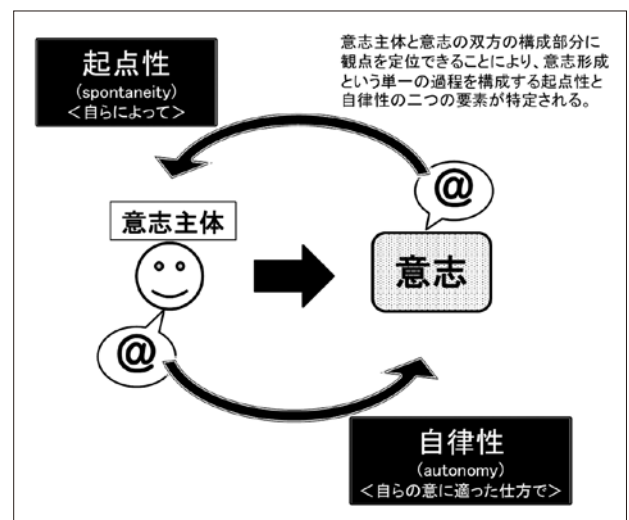 起点性
(spontaneity)
<自らによって>
意志主体と意志の双方の構成部分に
観点を定位できることにより、意志形成
という単一の過程を構成する起点性と
自律性の二つの要素が特定される。
@
意志主体
意志
@
自律性
(autonomy)
<自らの意に適った仕方で>